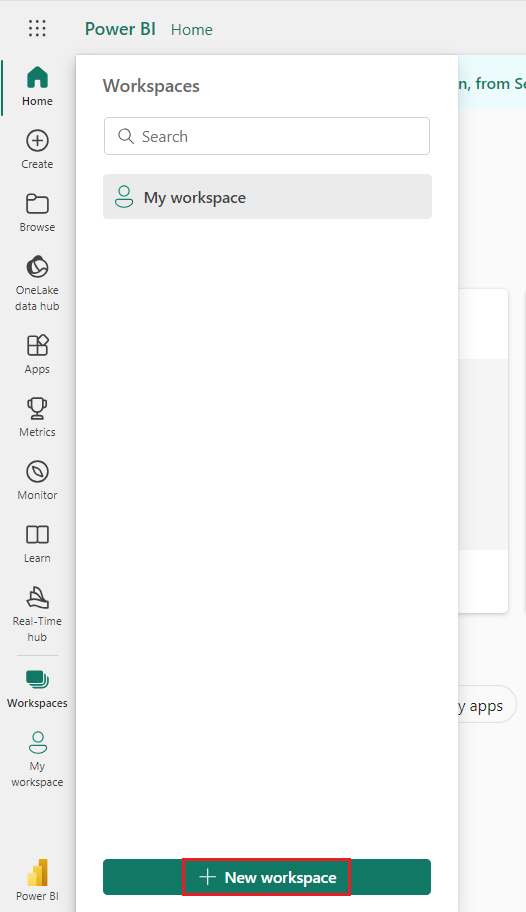 Power BI Home
Home
Create
Browse
OneLake
data hub
Apps
Metrics
Monitor
Learn
Real-Time
hub
Workspaces
My
workspace
Power BI
Workspaces
Search
My workspace
+ New workspace
n, from Se
y apps